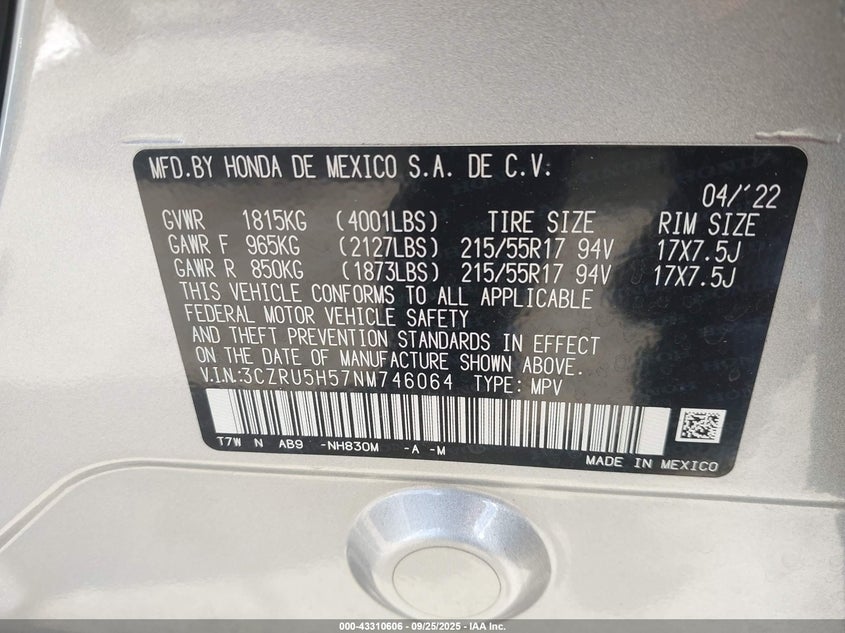 MFD.BY HONDA DE MEXICO S.A. DE C.V.
04/'22
GVWR 1815KG (4001LBS) TIRE SIZE RIM SIZE
GAWR F 965KG (2127LBS) 215/55R17 94V 17X7.5J
GAWR R 850KG (1873LBS) 215/55R17 94V 17X7.5J
THIS VEHICLE CONFORMS TO ALL APPLICABLE
FEDERAL MOTOR VEHICLE SAFETY
AND THEFT PREVENTION STANDARDS IN EFFECT
ON THE DATE OF MANUFACTURE SHOWN ABOVE.
V.I.N.:3CZRU5H57NM746064 TYPE: MPV
T7W N AB9 -NH830M -A -M
MADE IN MEXICO
000-43310606 - 09/25/2025 - IAA Inc.